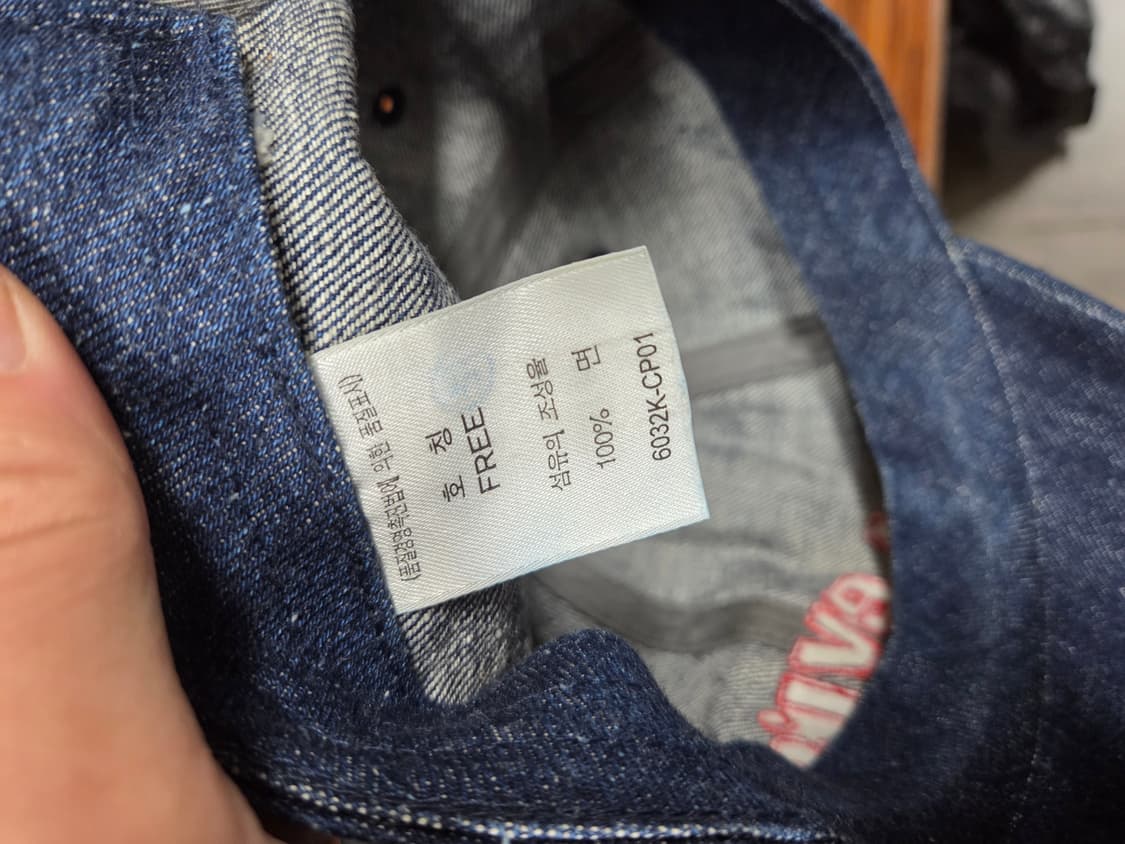 (품질경영촉진법에 의한 품질표시)
호 칭
FREE
섬유의 조성율
100% 면
6032K-CP01